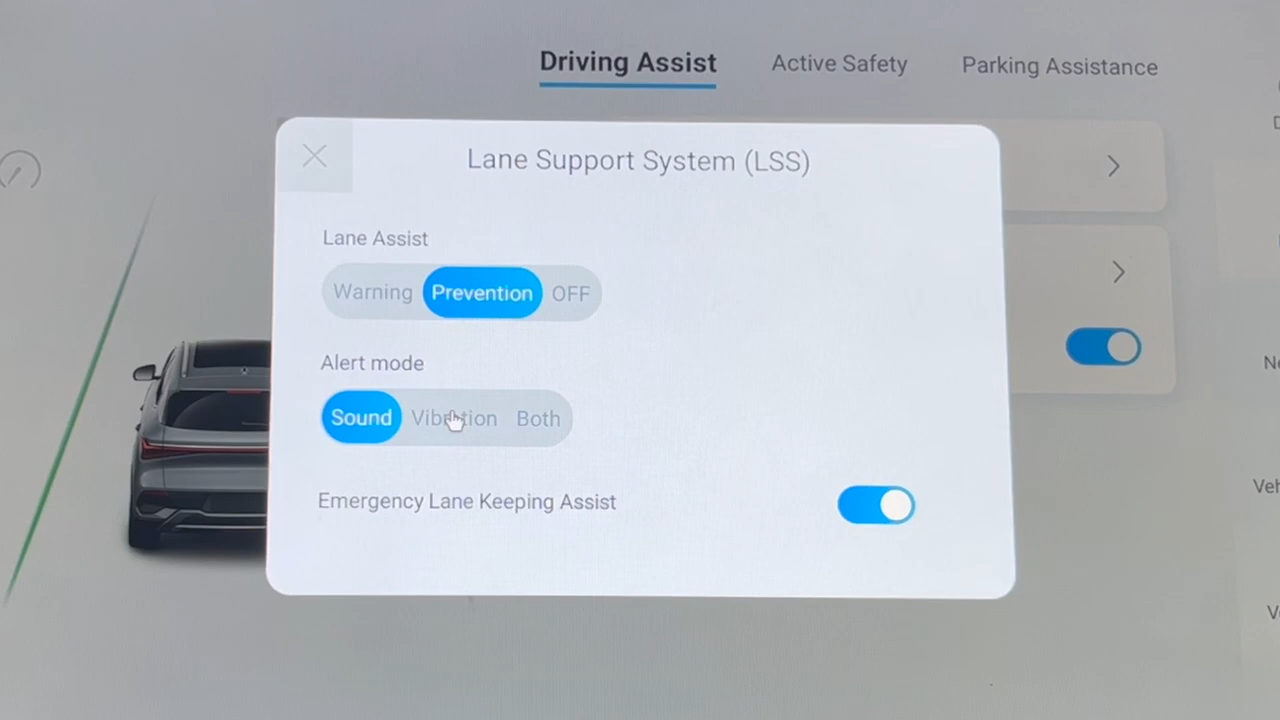 Driving Assist Active Safety Parking Assistance
Lane Support System (LSS)
Lane Assist
Warning Prevention OFF
Alert mode
Sound Vibration Both
Emergency Lane Keeping Assist